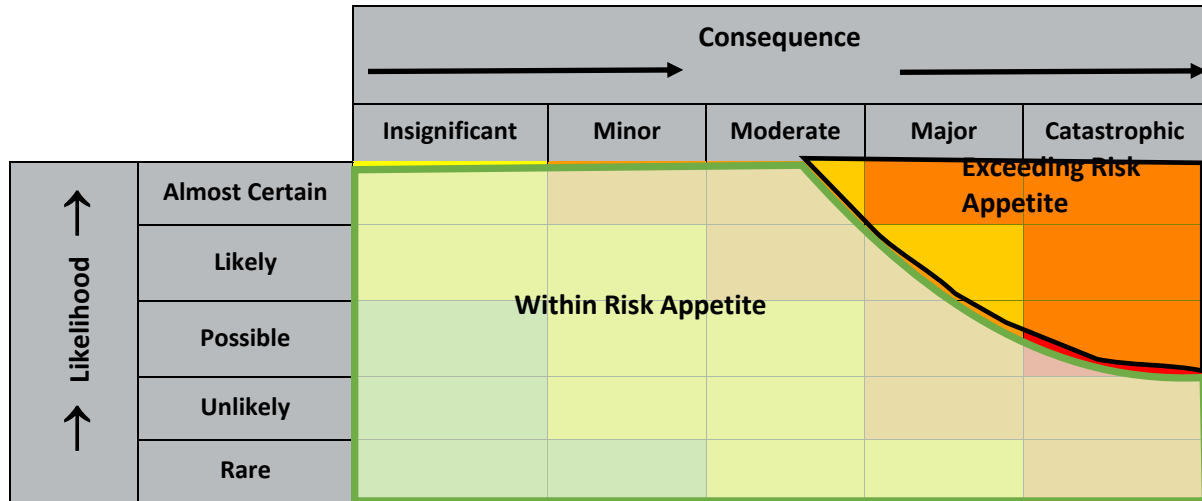 Consequence
Insignificant
Minor
Moderate
Major
Catastrophic
Exceeding Risk
Appetite
Almost Certain
Likely
Within Risk Appetite
Possible
Unlikely
Rare
Likelihood